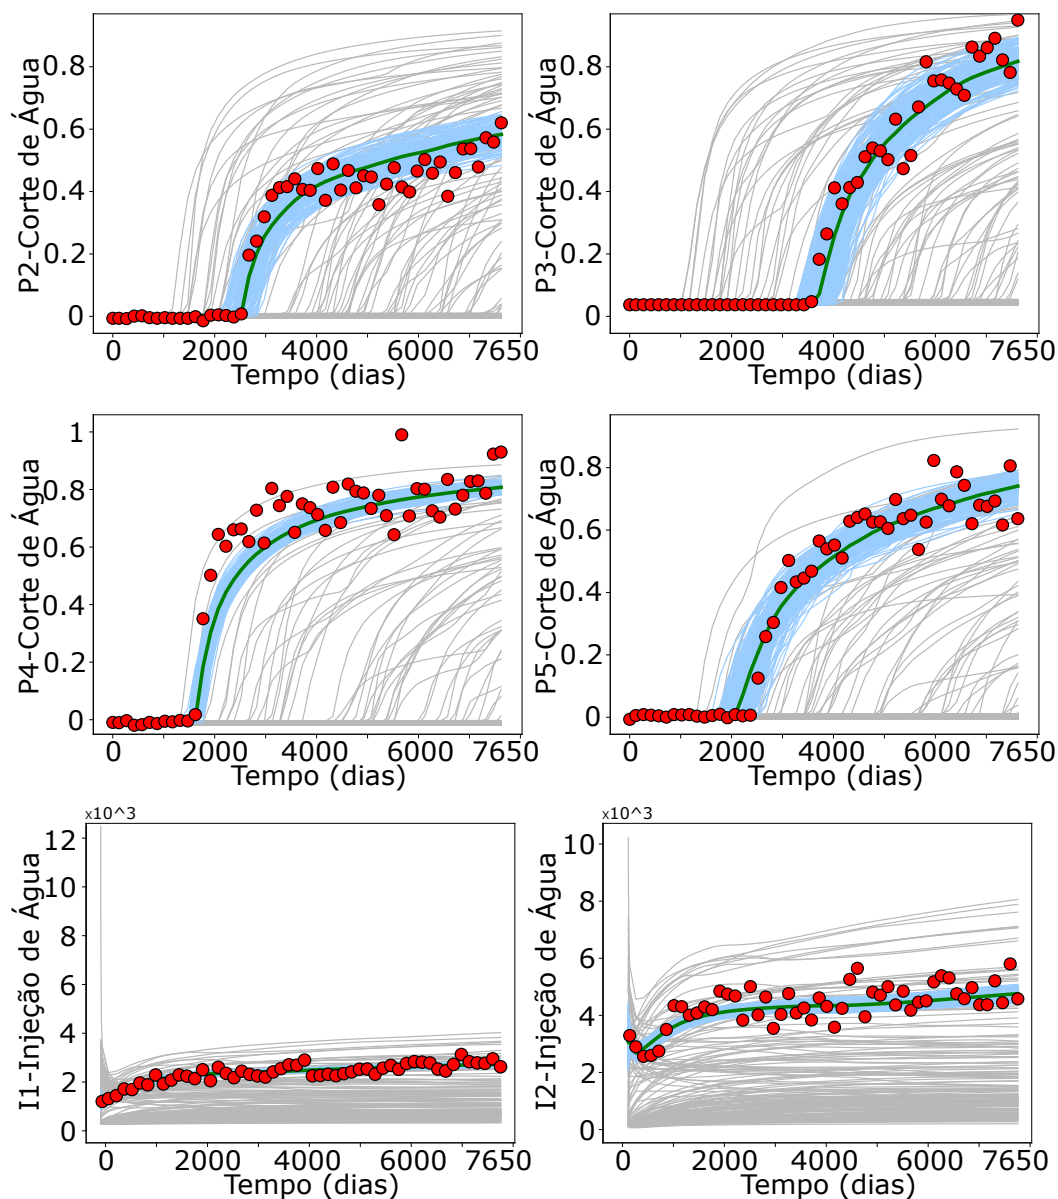 P2-Corte de Água
0.8
0.6
0.4
0.2
0
0 2000 4000 6000 7650
Tempo (dias)
P3-Corte de Água
0.8
0.6
0.4
0.2
0
0 2000 4000 6000 7650
Tempo (dias)
P4-Corte de Água
1
0.8
0.6
0.4
0.2
0
0 2000 4000 6000 7650
Tempo (dias)
P5-Corte de Água
0.8
0.6
0.4
0.2
0
0 2000 4000 6000 7650
Tempo (dias)
x10^3
I1-Injeção de Água
12
10
8
6
4
2
0
0 2000 4000 6000 7650
Tempo (dias)
x10^3
I2-Injeção de Água
10
8
6
4
2
0
0 2000 4000 6000 7650
Tempo (dias)